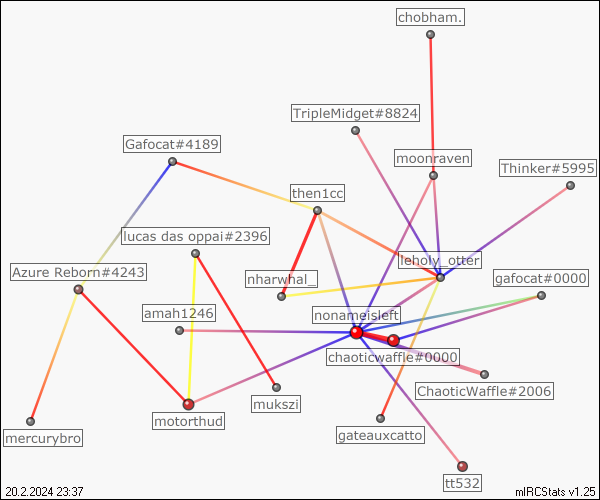 chobham.
TripleMidget#8824
Gafocat#4189
moonraven
Thinker#5995
then1cc
lucas das oppai#2396
leholy_otter
Azure Reborn#4243
nharwhal_
gafocat#0000
amah1246
nonameisleft
chaoticwaffle#0000
ChaoticWaffle#2006
mukszi
motorthud
gateauxcatto
mercurybro
tt532
20.2.2024 23:37
mIRCStats v1.25